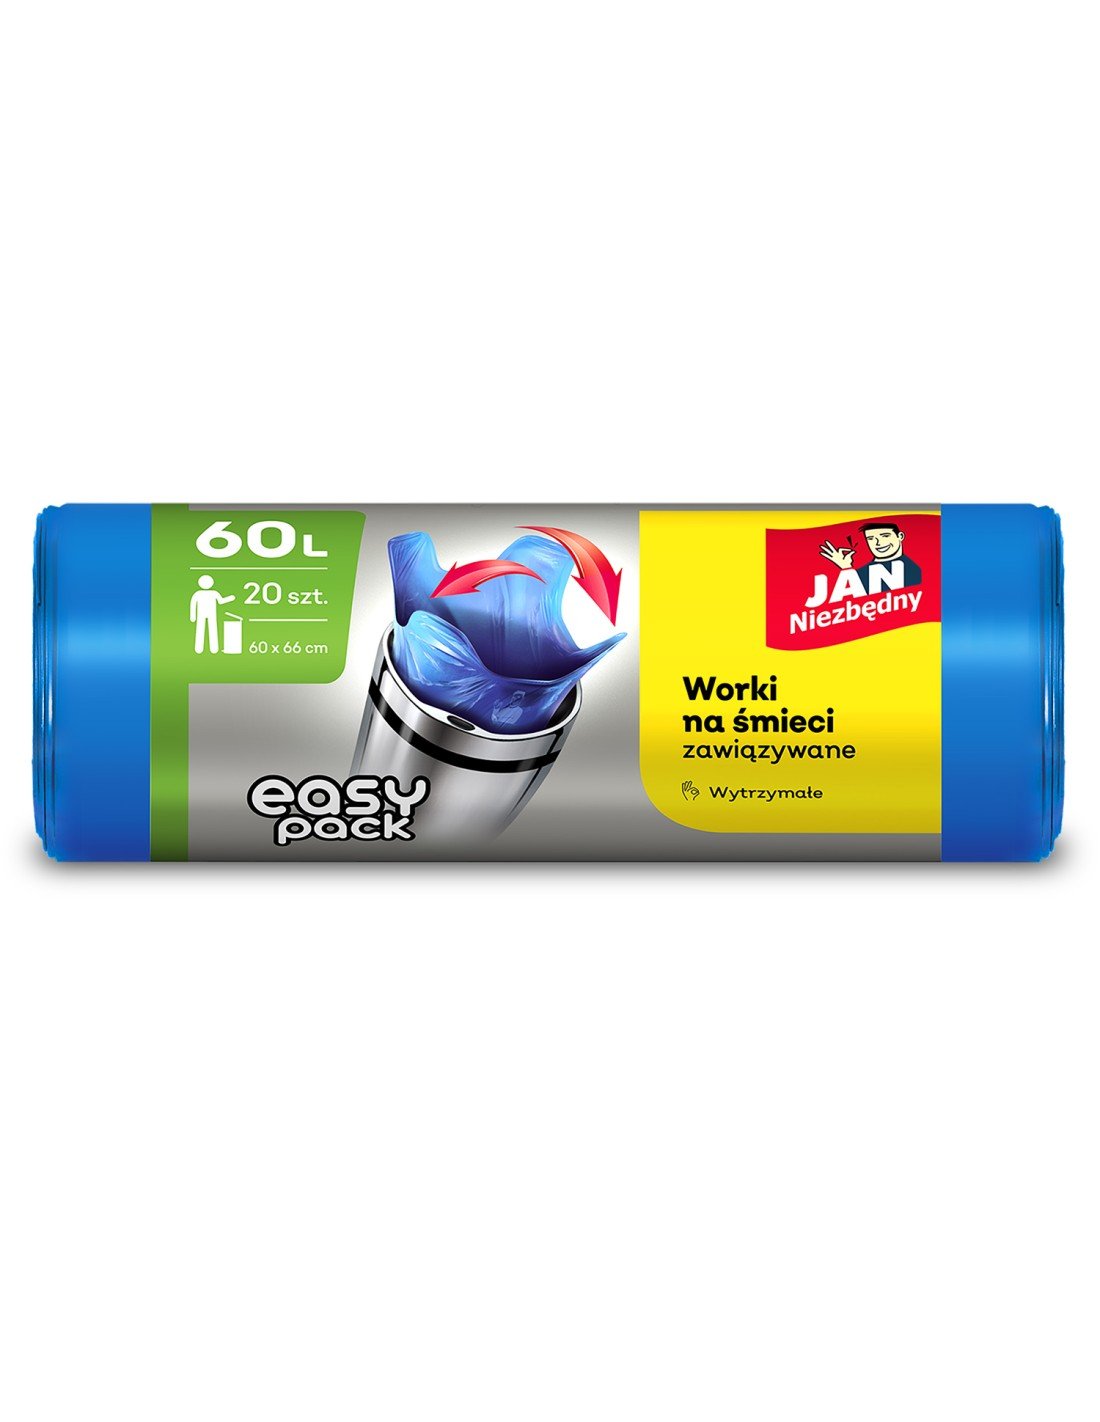 60L
20 szt.
60 x 66 cm
easy
pack
JAN
Niezbędny
Worki
na śmieci
zawiązywane
Wytrzymałe